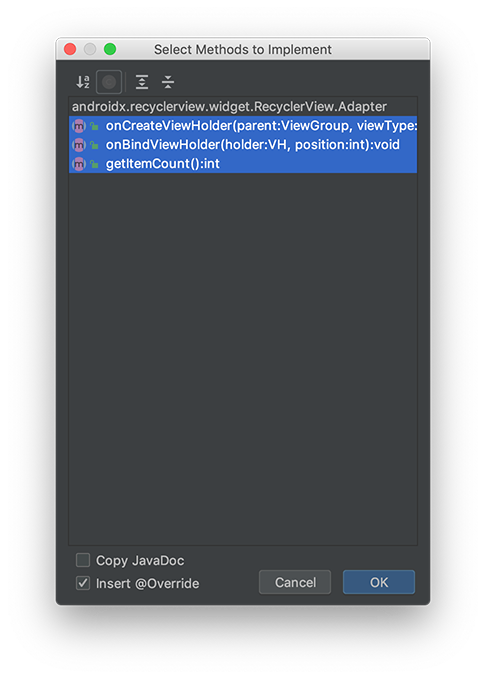 Select Methods to Implement
androidx.recyclerview.widget.RecyclerView.Adapter
onCreateViewHolder(parent:ViewGroup, viewType:
onBindViewHolder(holder:VH, position:int):void
getItemCount():int
Copy JavaDoc
Insert @Override
Cancel
OK